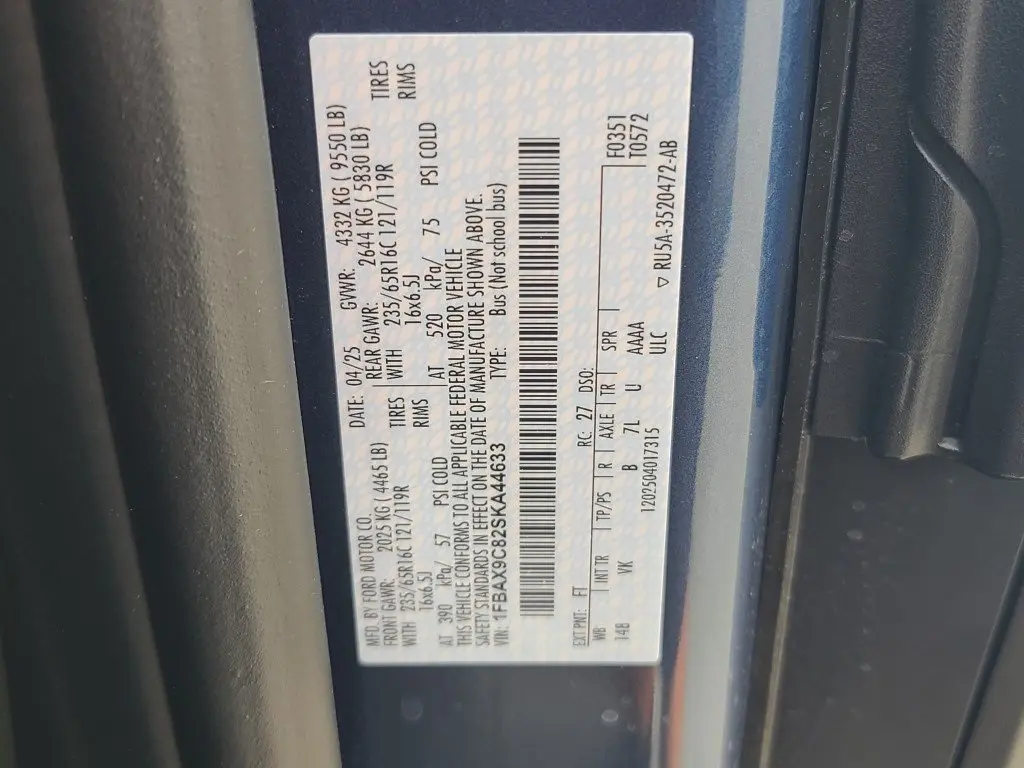 MFD. BY FORD MOTOR CO. DATE: 04/25 GVWR: 4332 KG ( 9550 LB)
FRONT GAWR: 2025 KG ( 4465 LB) REAR GAWR: 2644 KG ( 5830 LB)
WITH 235/65R16C 121/119R TIRES WITH 235/65R16C 121/119R TIRES
16x6.5J RIMS 16x6.5J RIMS
AT 390 kPa/ 57 PSI COLD AT 520 kPa/ 75 PSI COLD
THIS VEHICLE CONFORMS TO ALL APPLICABLE FEDERAL MOTOR VEHICLE
SAFETY STANDARDS IN EFFECT ON THE DATE OF MANUFACTURE SHOWN ABOVE.
VIN: 1FBAX9C82SKA44633 TYPE: Bus (Not school bus)
EXT PNT: FT RC: 27 DSO: F0351
WB INT TR TP/PS R AXLE TR SPR T0572
148 VK B 7L U AAAA
1202504017315 ULC
▽ RU5A-3520472-AB